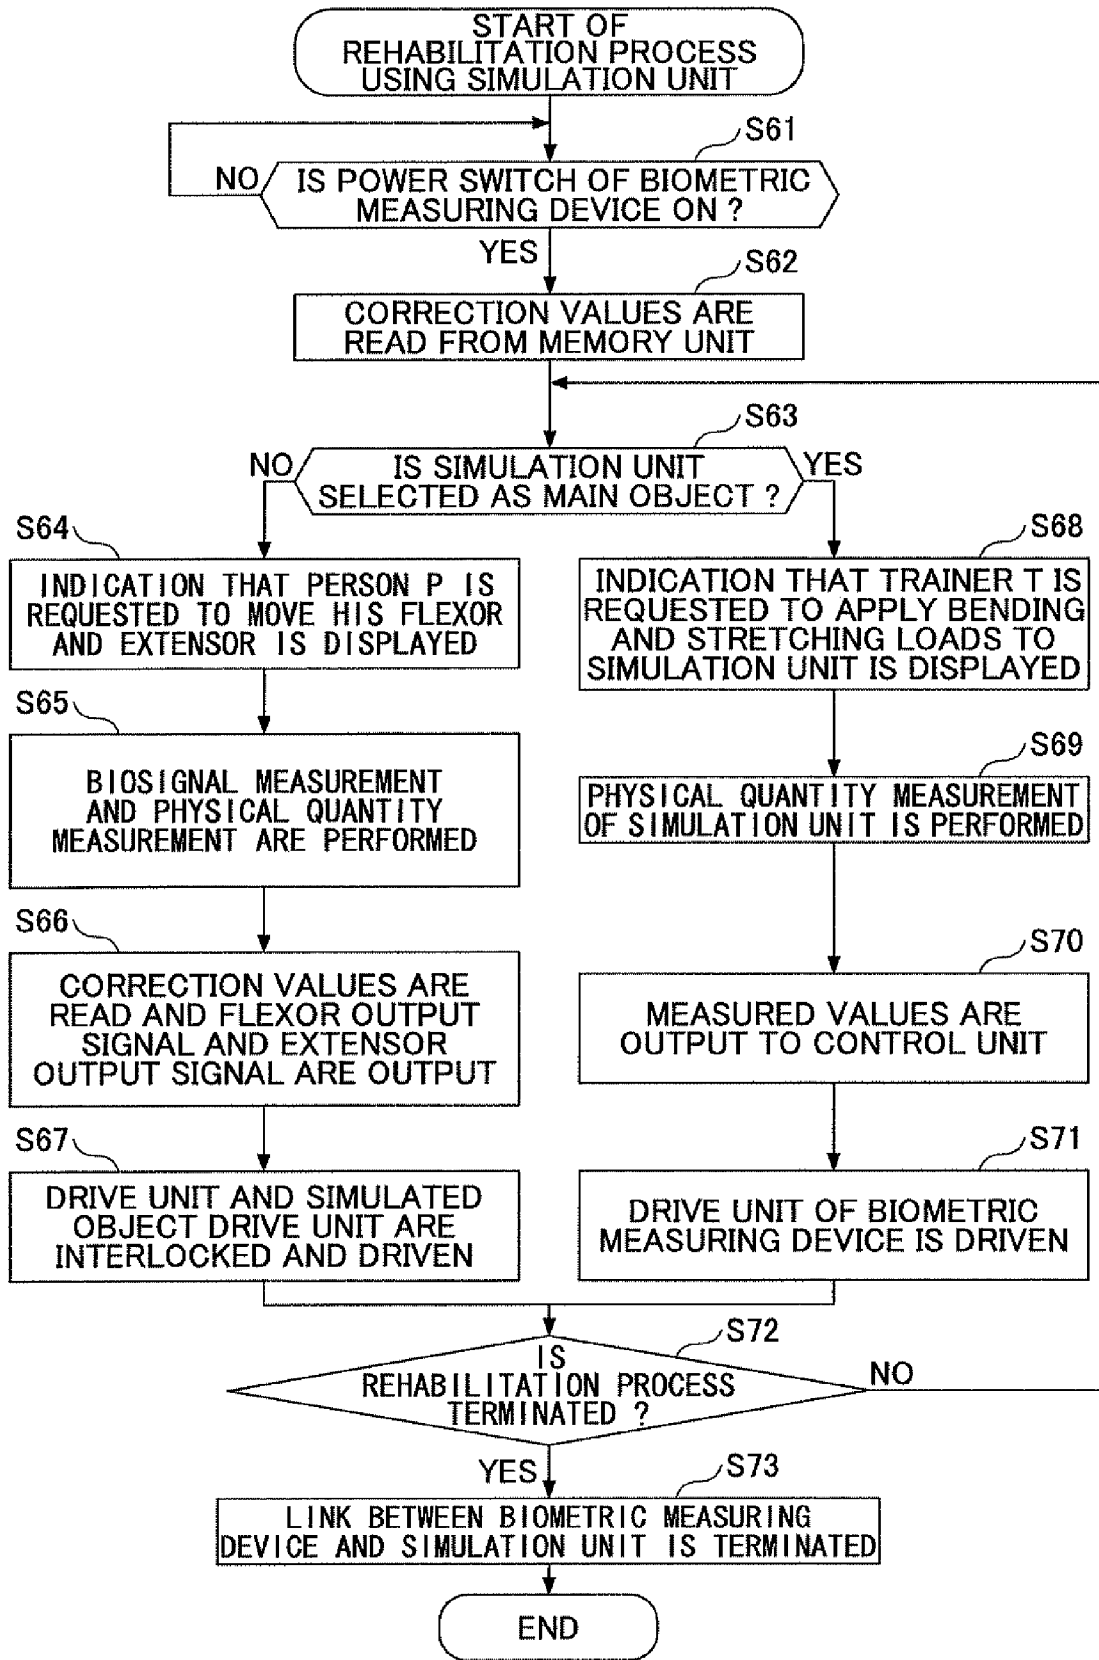 START OF
REHABILITATION PROCESS
USING SIMULATION UNIT
S61
NO
IS POWER SWITCH OF BIOMETRIC
MEASURING DEVICE ON ?
YES
S62
CORRECTION VALUES ARE
READ FROM MEMORY UNIT
S63
NO
IS SIMULATION UNIT
SELECTED AS MAIN OBJECT ?
YES
S64
INDICATION THAT PERSON P IS
REQUESTED TO MOVE HIS FLEXOR
AND EXTENSOR IS DISPLAYED
S65
BIOSIGNAL MEASUREMENT
AND PHYSICAL QUANTITY
MEASUREMENT ARE PERFORMED
S66
CORRECTION VALUES ARE
READ AND FLEXOR OUTPUT
SIGNAL AND EXTENSOR
OUTPUT SIGNAL ARE OUTPUT
S67
DRIVE UNIT AND SIMULATED
OBJECT DRIVE UNIT ARE
INTERLOCKED AND DRIVEN
S68
INDICATION THAT TRAINER T IS
REQUESTED TO APPLY BENDING
AND STRETCHING LOADS TO
SIMULATION UNIT IS DISPLAYED
S69
PHYSICAL QUANTITY MEASUREMENT
OF SIMULATION UNIT IS PERFORMED
S70
MEASURED VALUES ARE
OUTPUT TO CONTROL UNIT
S71
DRIVE UNIT OF BIOMETRIC
MEASURING DEVICE IS DRIVEN
S72
IS
REHABILITATION PROCESS
TERMINATED ?
NO
YES
S73
LINK BETWEEN BIOMETRIC MEASURING
DEVICE AND SIMULATION UNIT IS TERMINATED
END